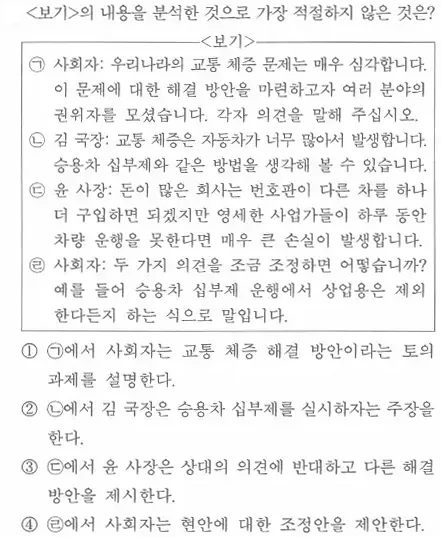 <보기>의 내용을 분석한 것으로 가장 적절하지 않은 것은?
<보기>
㉠ 사회자: 우리나라의 교통 체증 문제는 매우 심각합니다.
이 문제에 대한 해결 방안을 마련하고자 여러 분야의
권위자를 모셨습니다. 각자 의견을 말해 주십시오.
㉡ 김 국장: 교통 체증은 자동차가 너무 많아서 발생합니다.
승용차 십부제와 같은 방법을 생각해 볼 수 있습니다.
㉢ 윤 사장: 돈이 많은 회사는 번호판이 다른 차를 하나
더 구입하면 되겠지만 영세한 사업가들이 하루 동안
차량 운행을 못한다면 매우 큰 손실이 발생합니다.
㉣ 사회자: 두 가지 의견을 조금 조정하면 어떻습니까?
예를 들어 승용차 십부제 운행에서 상업용은 제외
한다든지 하는 식으로 말입니다.
① ㉠에서 사회자는 교통 체증 해결 방안이라는 토의
과제를 설명한다.
② ㉡에서 김 국장은 승용차 십부제를 실시하자는 주장을
한다.
③ ㉢에서 윤 사장은 상대의 의견에 반대하고 다른 해결
방안을 제시한다.
④ ㉣에서 사회자는 현안에 대한 조정안을 제안한다.